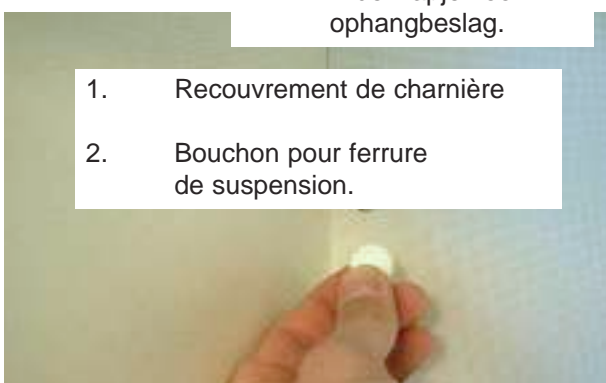 ophangbeslag.
1. Recouvrement de charnière
2. Bouchon pour ferrure
de suspension.